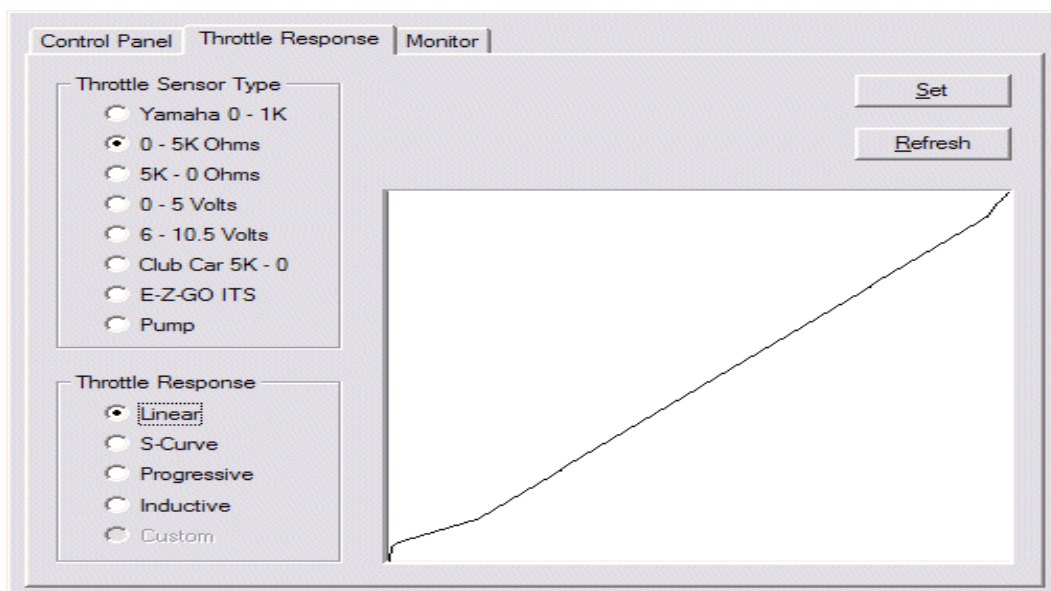 Control Panel Throttle Response Monitor
Throttle Sensor Type
Yamaha 0 - 1K
0 - 5K Ohms
5K - 0 Ohms
0 - 5 Volts
6 - 10.5 Volts
Club Car 5K - 0
E-Z-GO ITS
Pump
Throttle Response
Linear
S-Curve
Progressive
Inductive
Custom
Set
Refresh